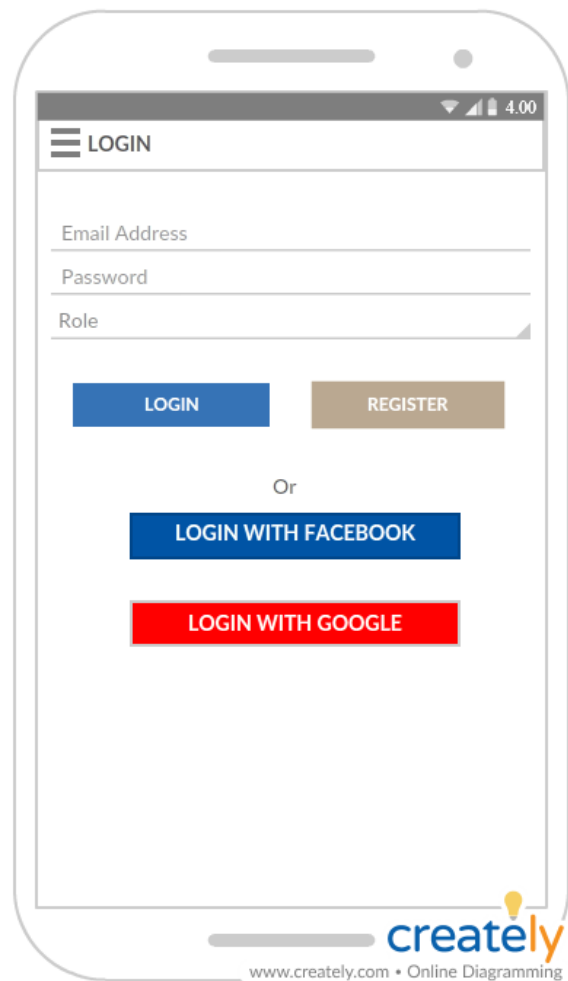 4.00
LOGIN
Email Address
Password
Role
LOGIN REGISTER
Or
LOGIN WITH FACEBOOK
LOGIN WITH GOOGLE
creately
www.creately.com • Online Diagramming